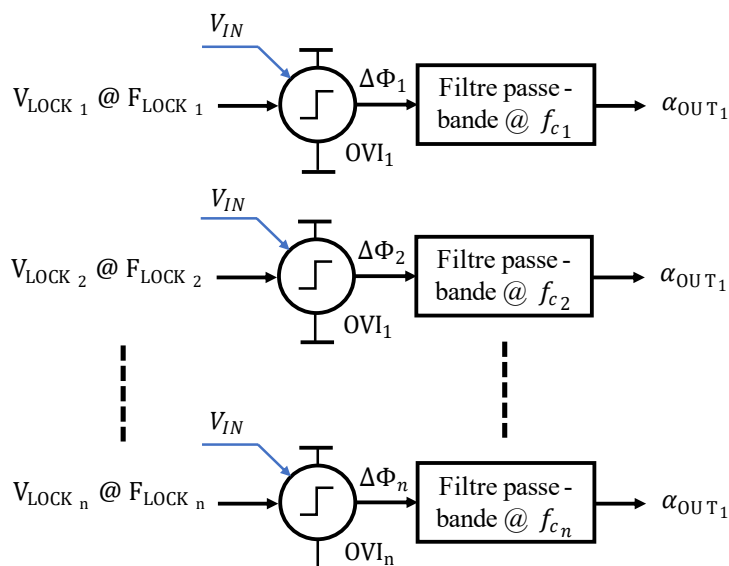 V_IN
V_LOCK 1 @ F_LOCK 1
ΔΦ_1
Filtre passe-
bande @ f_c1
α_OUT1
OVI_1
V_IN
V_LOCK 2 @ F_LOCK 2
ΔΦ_2
Filtre passe-
bande @ f_c2
α_OUT1
OVI_1
V_IN
V_LOCK n @ F_LOCK n
ΔΦ_n
Filtre passe-
bande @ f_cn
α_OUT1
OVI_n